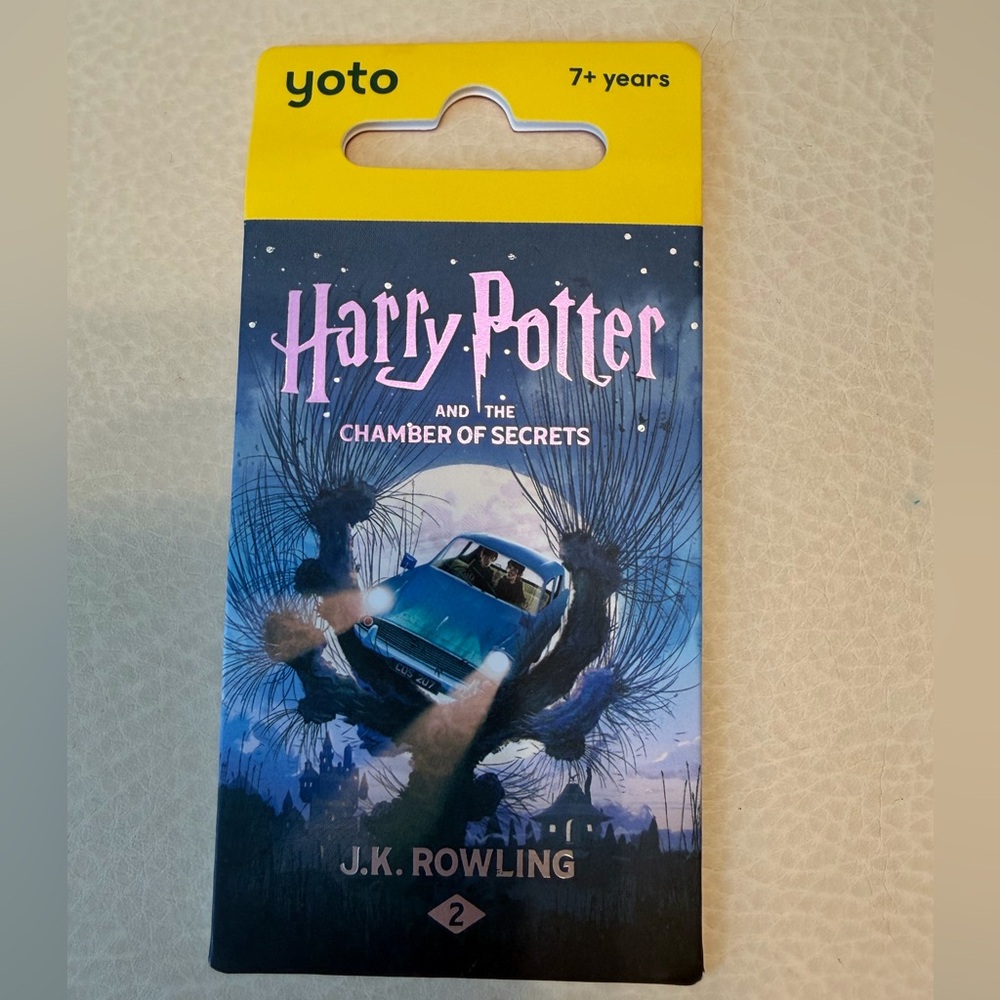 yoto
7+ years
Harry Potter
AND THE
CHAMBER OF SECRETS
J.K. ROWLING
2